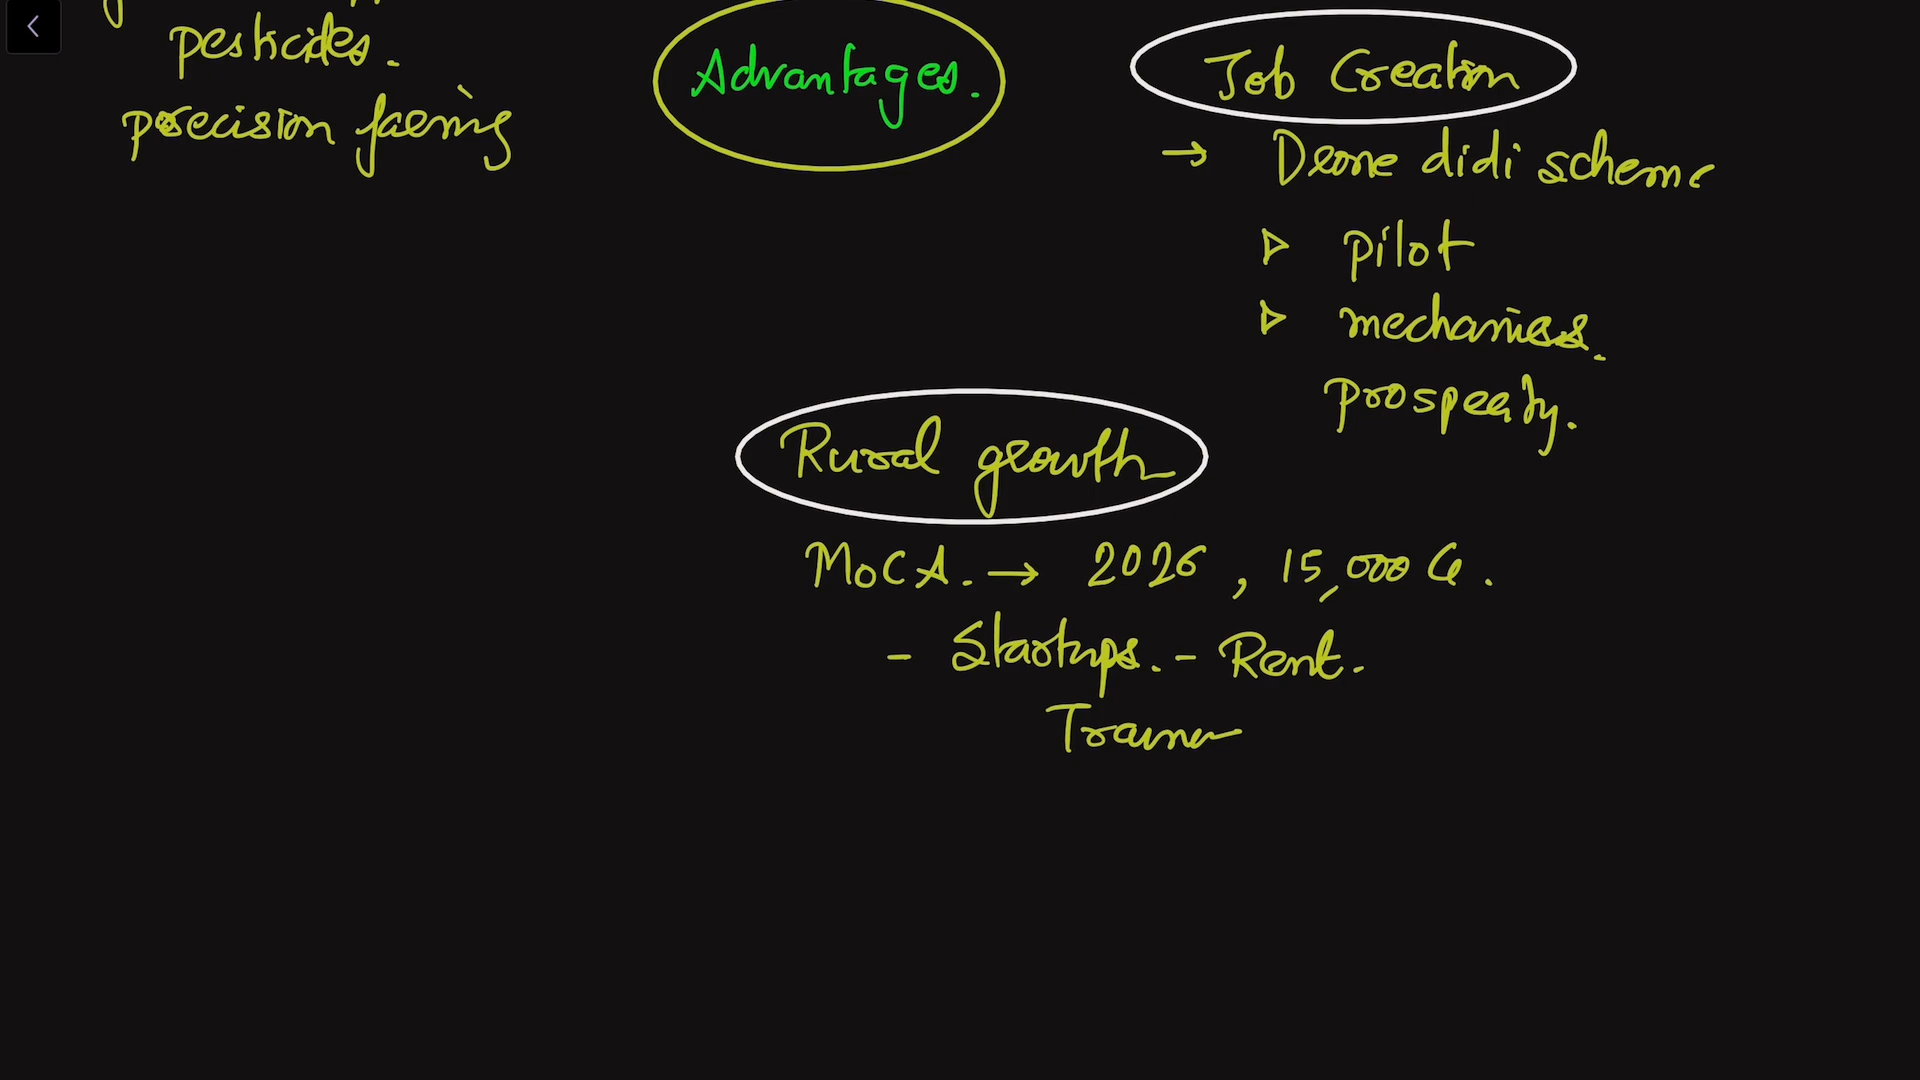 pesticides.
precision farming
Advantages.
Job Creation
→ Drone didi scheme
▷ pilot
▷ mechanics.
prosperity.
Rural growth
MoCA. → 2026, 15,000 Cr.
- Startups. - Rent.